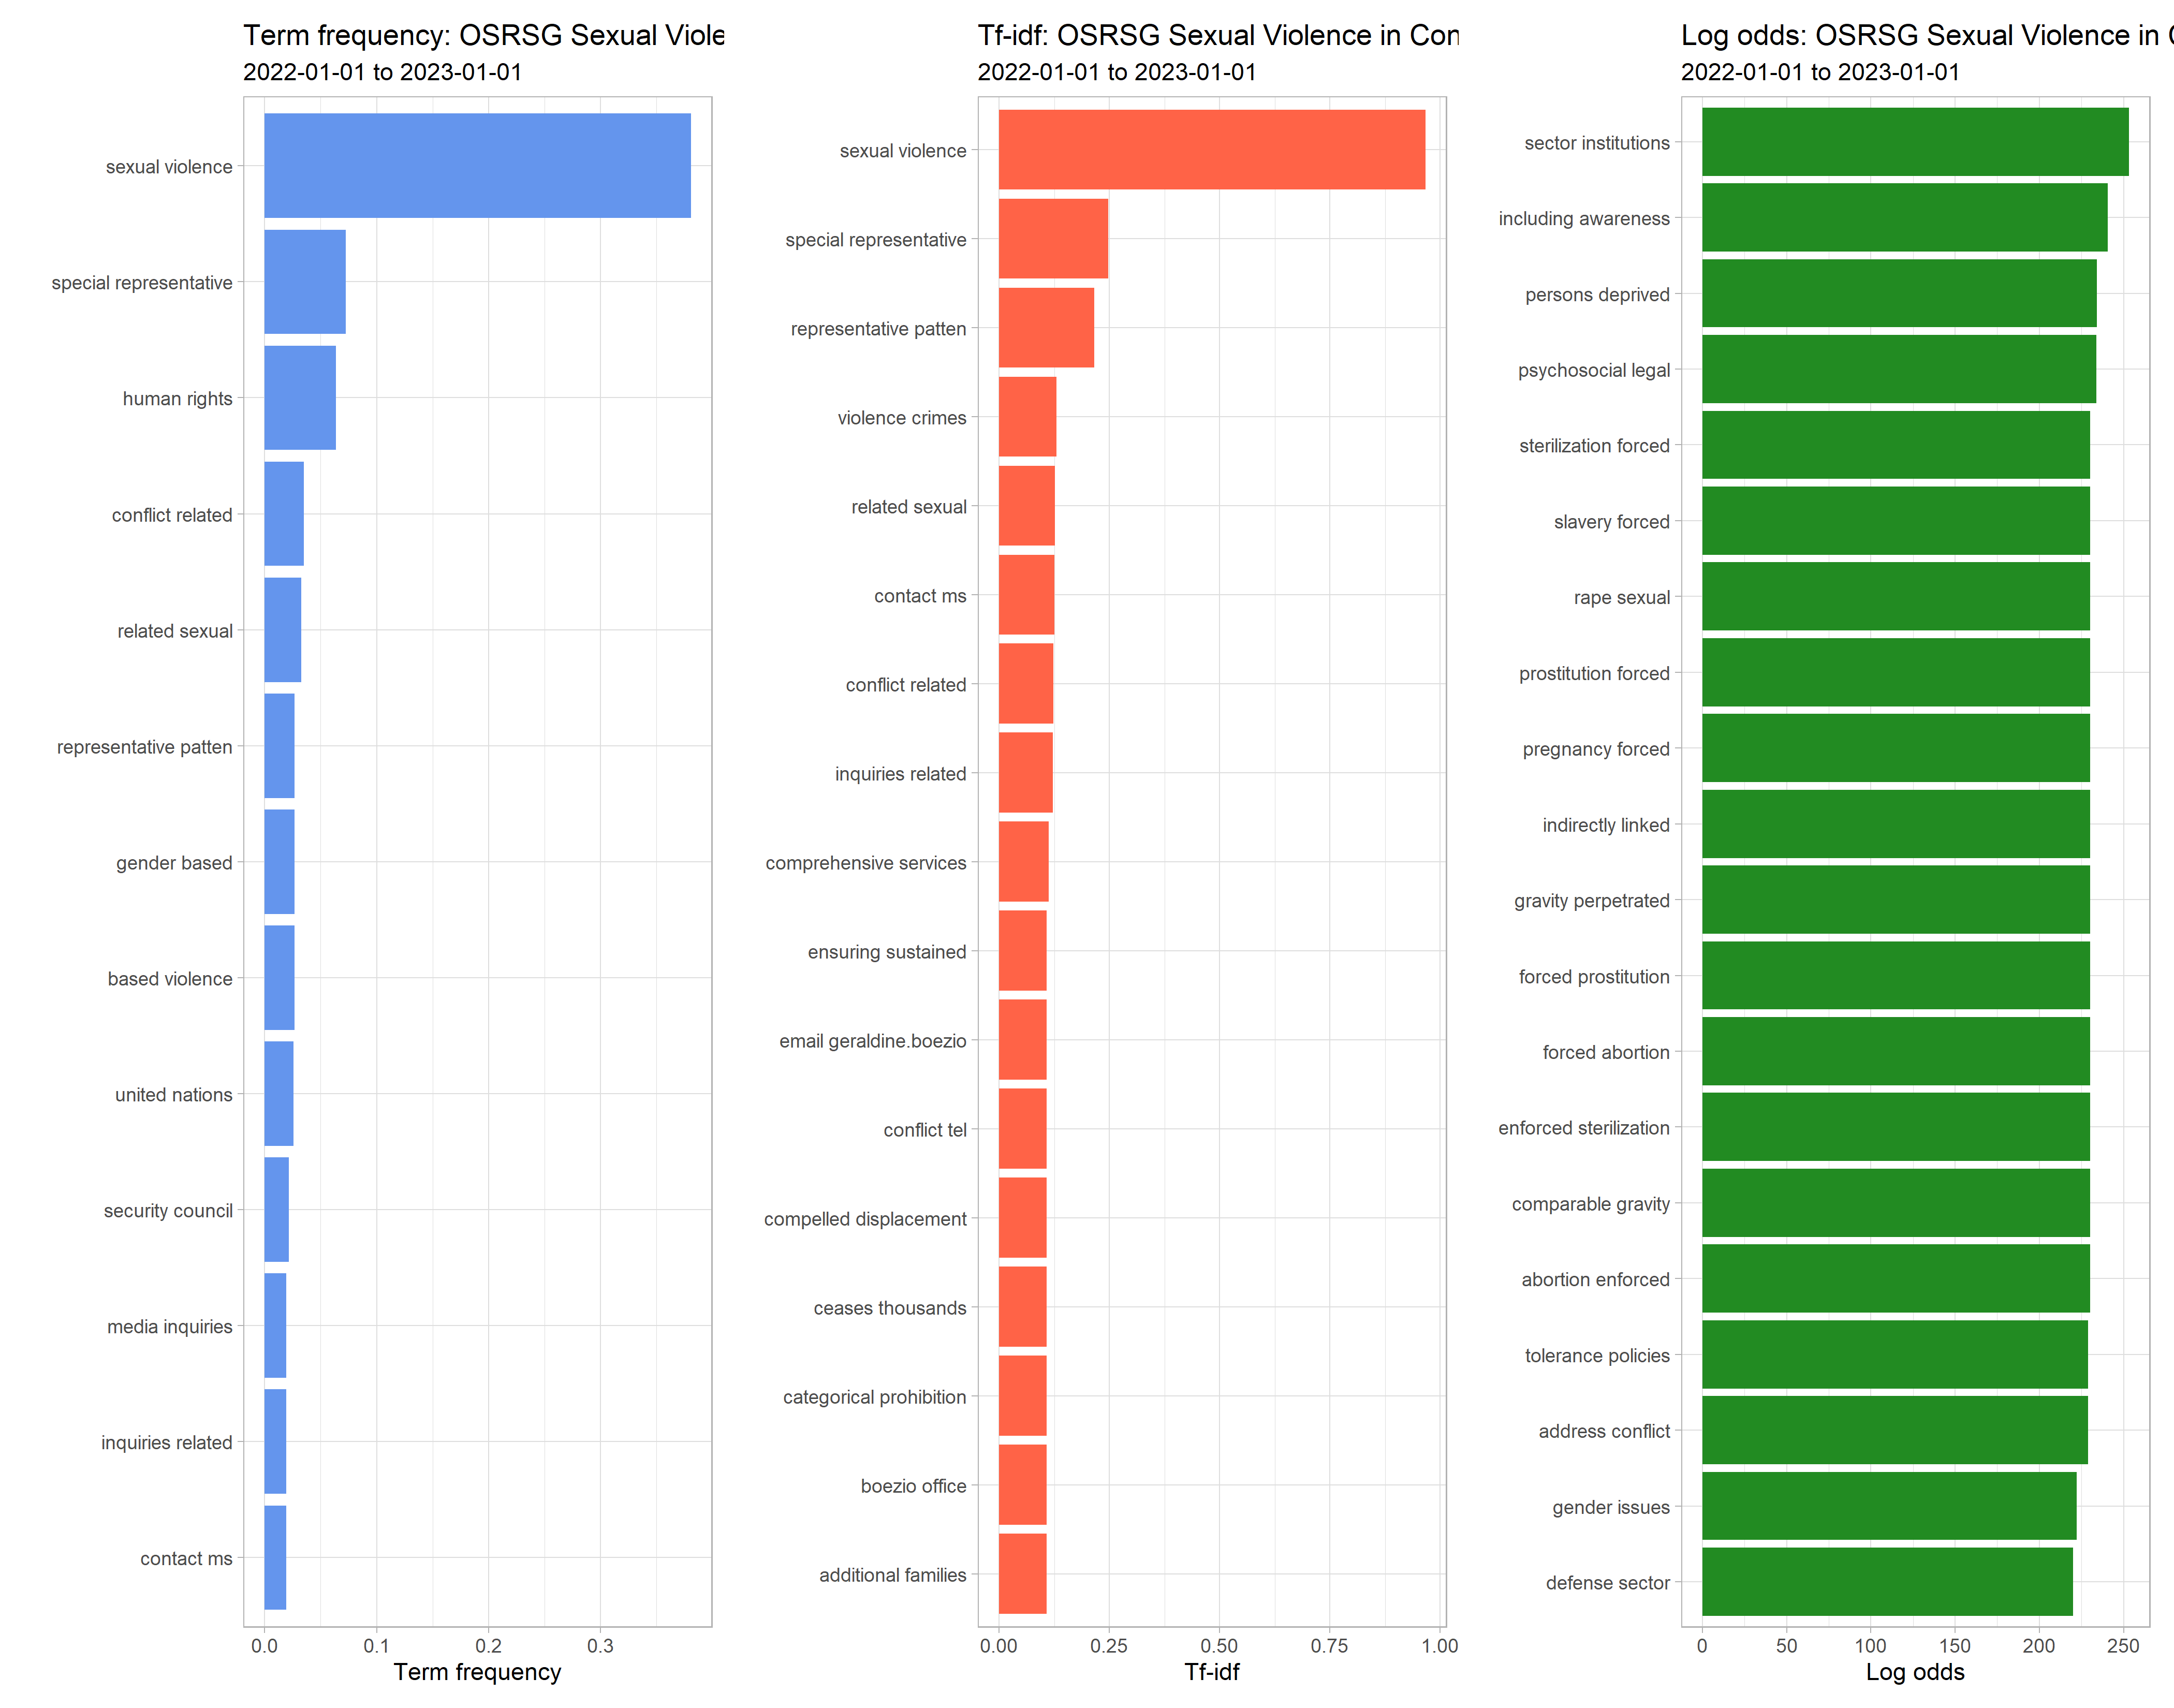 Term frequency: OSRSG Sexual Viole
2022-01-01 to 2023-01-01
sexual violence
special representative
human rights
conflict related
related sexual
representative patten
gender based
based violence
united nations
security council
media inquiries
inquiries related
contact ms
0.0 0.1 0.2 0.3
Term frequency
Tf-idf: OSRSG Sexual Violence in Con
2022-01-01 to 2023-01-01
sexual violence
special representative
representative patten
violence crimes
related sexual
contact ms
conflict related
inquiries related
comprehensive services
ensuring sustained
email geraldine.boezio
conflict tel
compelled displacement
ceases thousands
categorical prohibition
boezio office
additional families
0.00 0.25 0.50 0.75 1.00
Tf-idf
Log odds: OSRSG Sexual Violence in C
2022-01-01 to 2023-01-01
sector institutions
including awareness
persons deprived
psychosocial legal
sterilization forced
slavery forced
rape sexual
prostitution forced
pregnancy forced
indirectly linked
gravity perpetrated
forced prostitution
forced abortion
enforced sterilization
comparable gravity
abortion enforced
tolerance policies
address conflict
gender issues
defense sector
0 50 100 150 200 250
Log odds